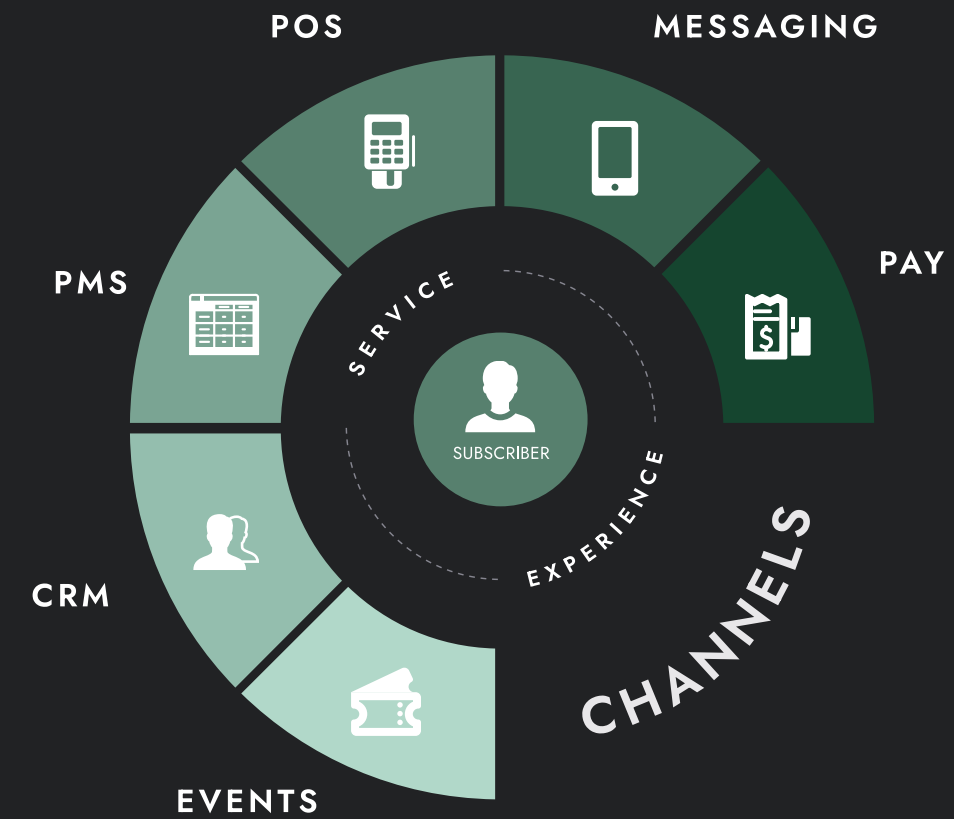 POS
MESSAGING
PMS
PAY
SERVICE
$
SUBSCRIBER
EXPERIENCE
CHANNELS
CRM
EVENTS